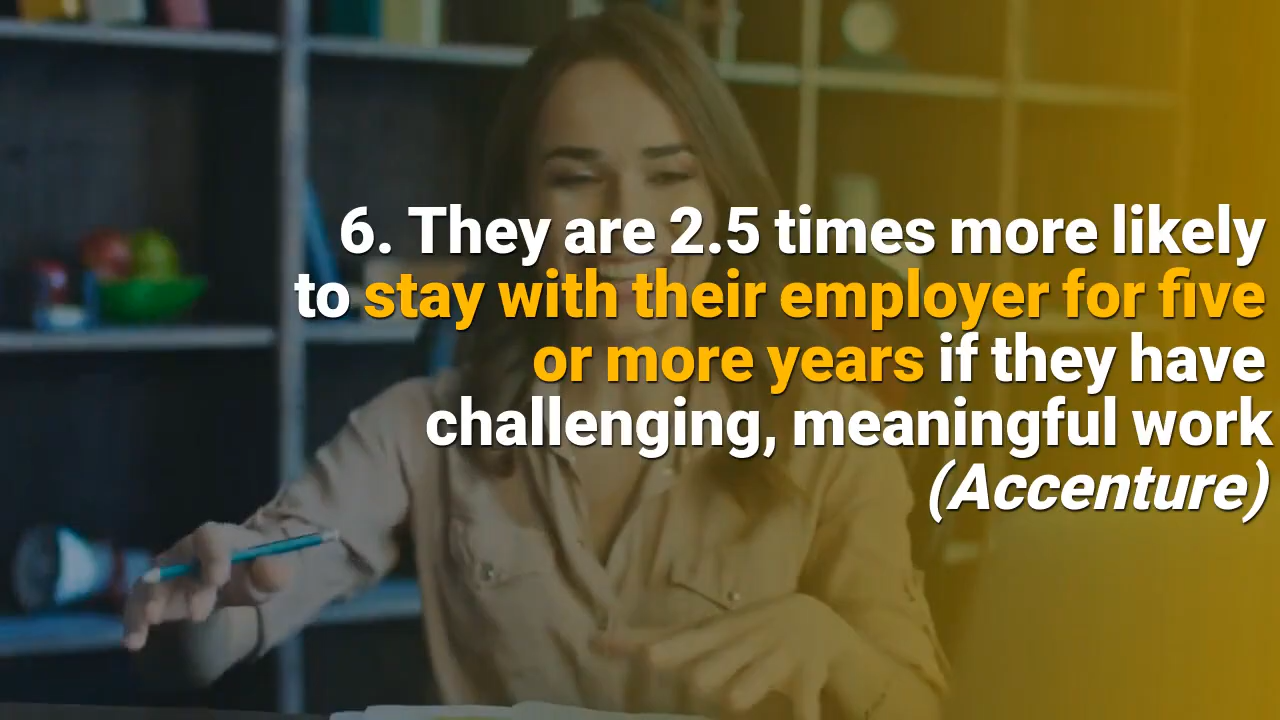 6. They are 2.5 times more likely
to stay with their employer for five
or more years if they have
challenging, meaningful work
(Accenture)